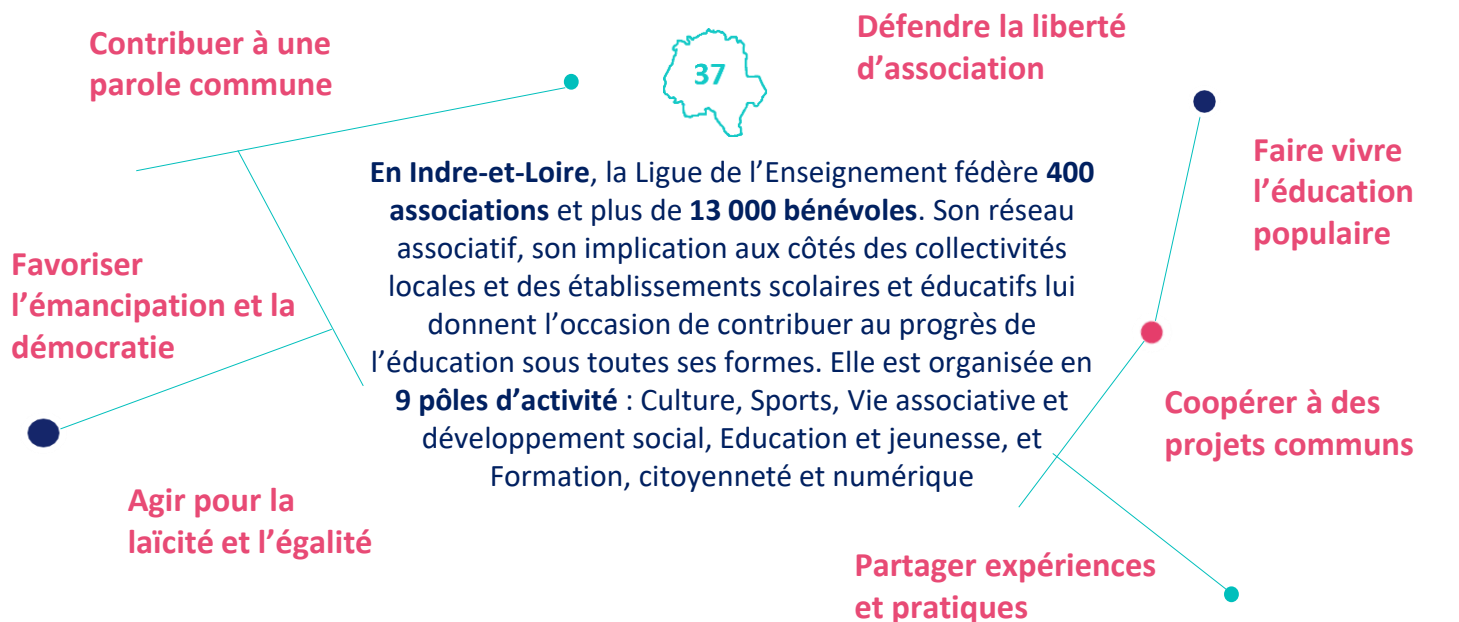 Contribuer à une
parole commune
37
Défendre la liberté
d’association
Faire vivre
l’éducation
populaire
En Indre-et-Loire, la Ligue de l’Enseignement fédère 400
associations et plus de 13 000 bénévoles. Son réseau
associatif, son implication aux côtés des collectivités
locales et des établissements scolaires et éducatifs lui
donnent l’occasion de contribuer au progrès de
l’éducation sous toutes ses formes. Elle est organisée en
9 pôles d’activité : Culture, Sports, Vie associative et
développement social, Education et jeunesse, et
Formation, citoyenneté et numérique
Favoriser
l’émancipation et la
démocratie
Coopérer à des
projets communs
Agir pour la
laïcité et l’égalité
Partager expériences
et pratiques